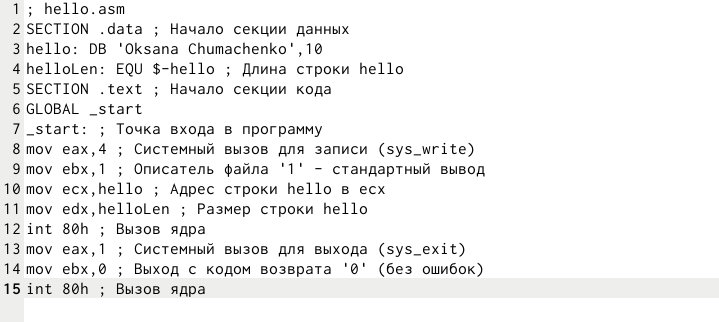 1 ; hello.asm
2 SECTION .data ; Начало секции данных
3 hello: DB 'Oksana Chumachenko',10
4 helloLen: EQU $-hello ; Длина строки hello
5 SECTION .text ; Начало секции кода
6 GLOBAL _start
7 _start: ; Точка входа в программу
8 mov eax,4 ; Системный вызов для записи (sys_write)
9 mov ebx,1 ; Описатель файла '1' - стандартный вывод
10 mov ecx,hello ; Адрес строки hello в ecx
11 mov edx,helloLen ; Размер строки hello
12 int 80h ; Вызов ядра
13 mov eax,1 ; Системный вызов для выхода (sys_exit)
14 mov ebx,0 ; Выход с кодом возврата '0' (без ошибок)
15 int 80h ; Вызов ядра